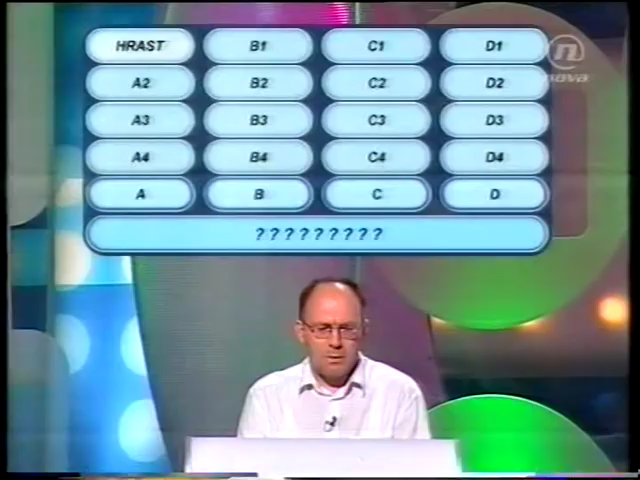 HRAST B1 C1 D1
A2 B2 C2 D2
A3 B3 C3 D3
A4 B4 C4 D4
A B C D
?????????
n
nova